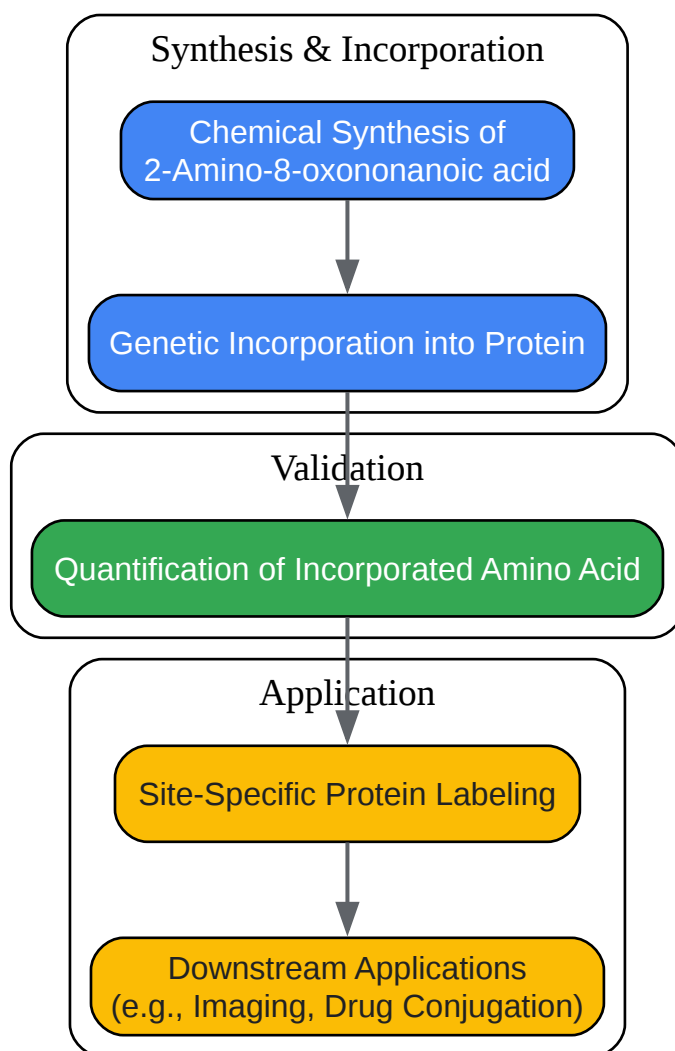 Synthesis & Incorporation
Chemical Synthesis of
2-Amino-8-oxononanoic acid
Genetic Incorporation into Protein
Validation
Quantification of Incorporated Amino Acid
Application
Site-Specific Protein Labeling
Downstream Applications
(e.g., Imaging, Drug Conjugation)